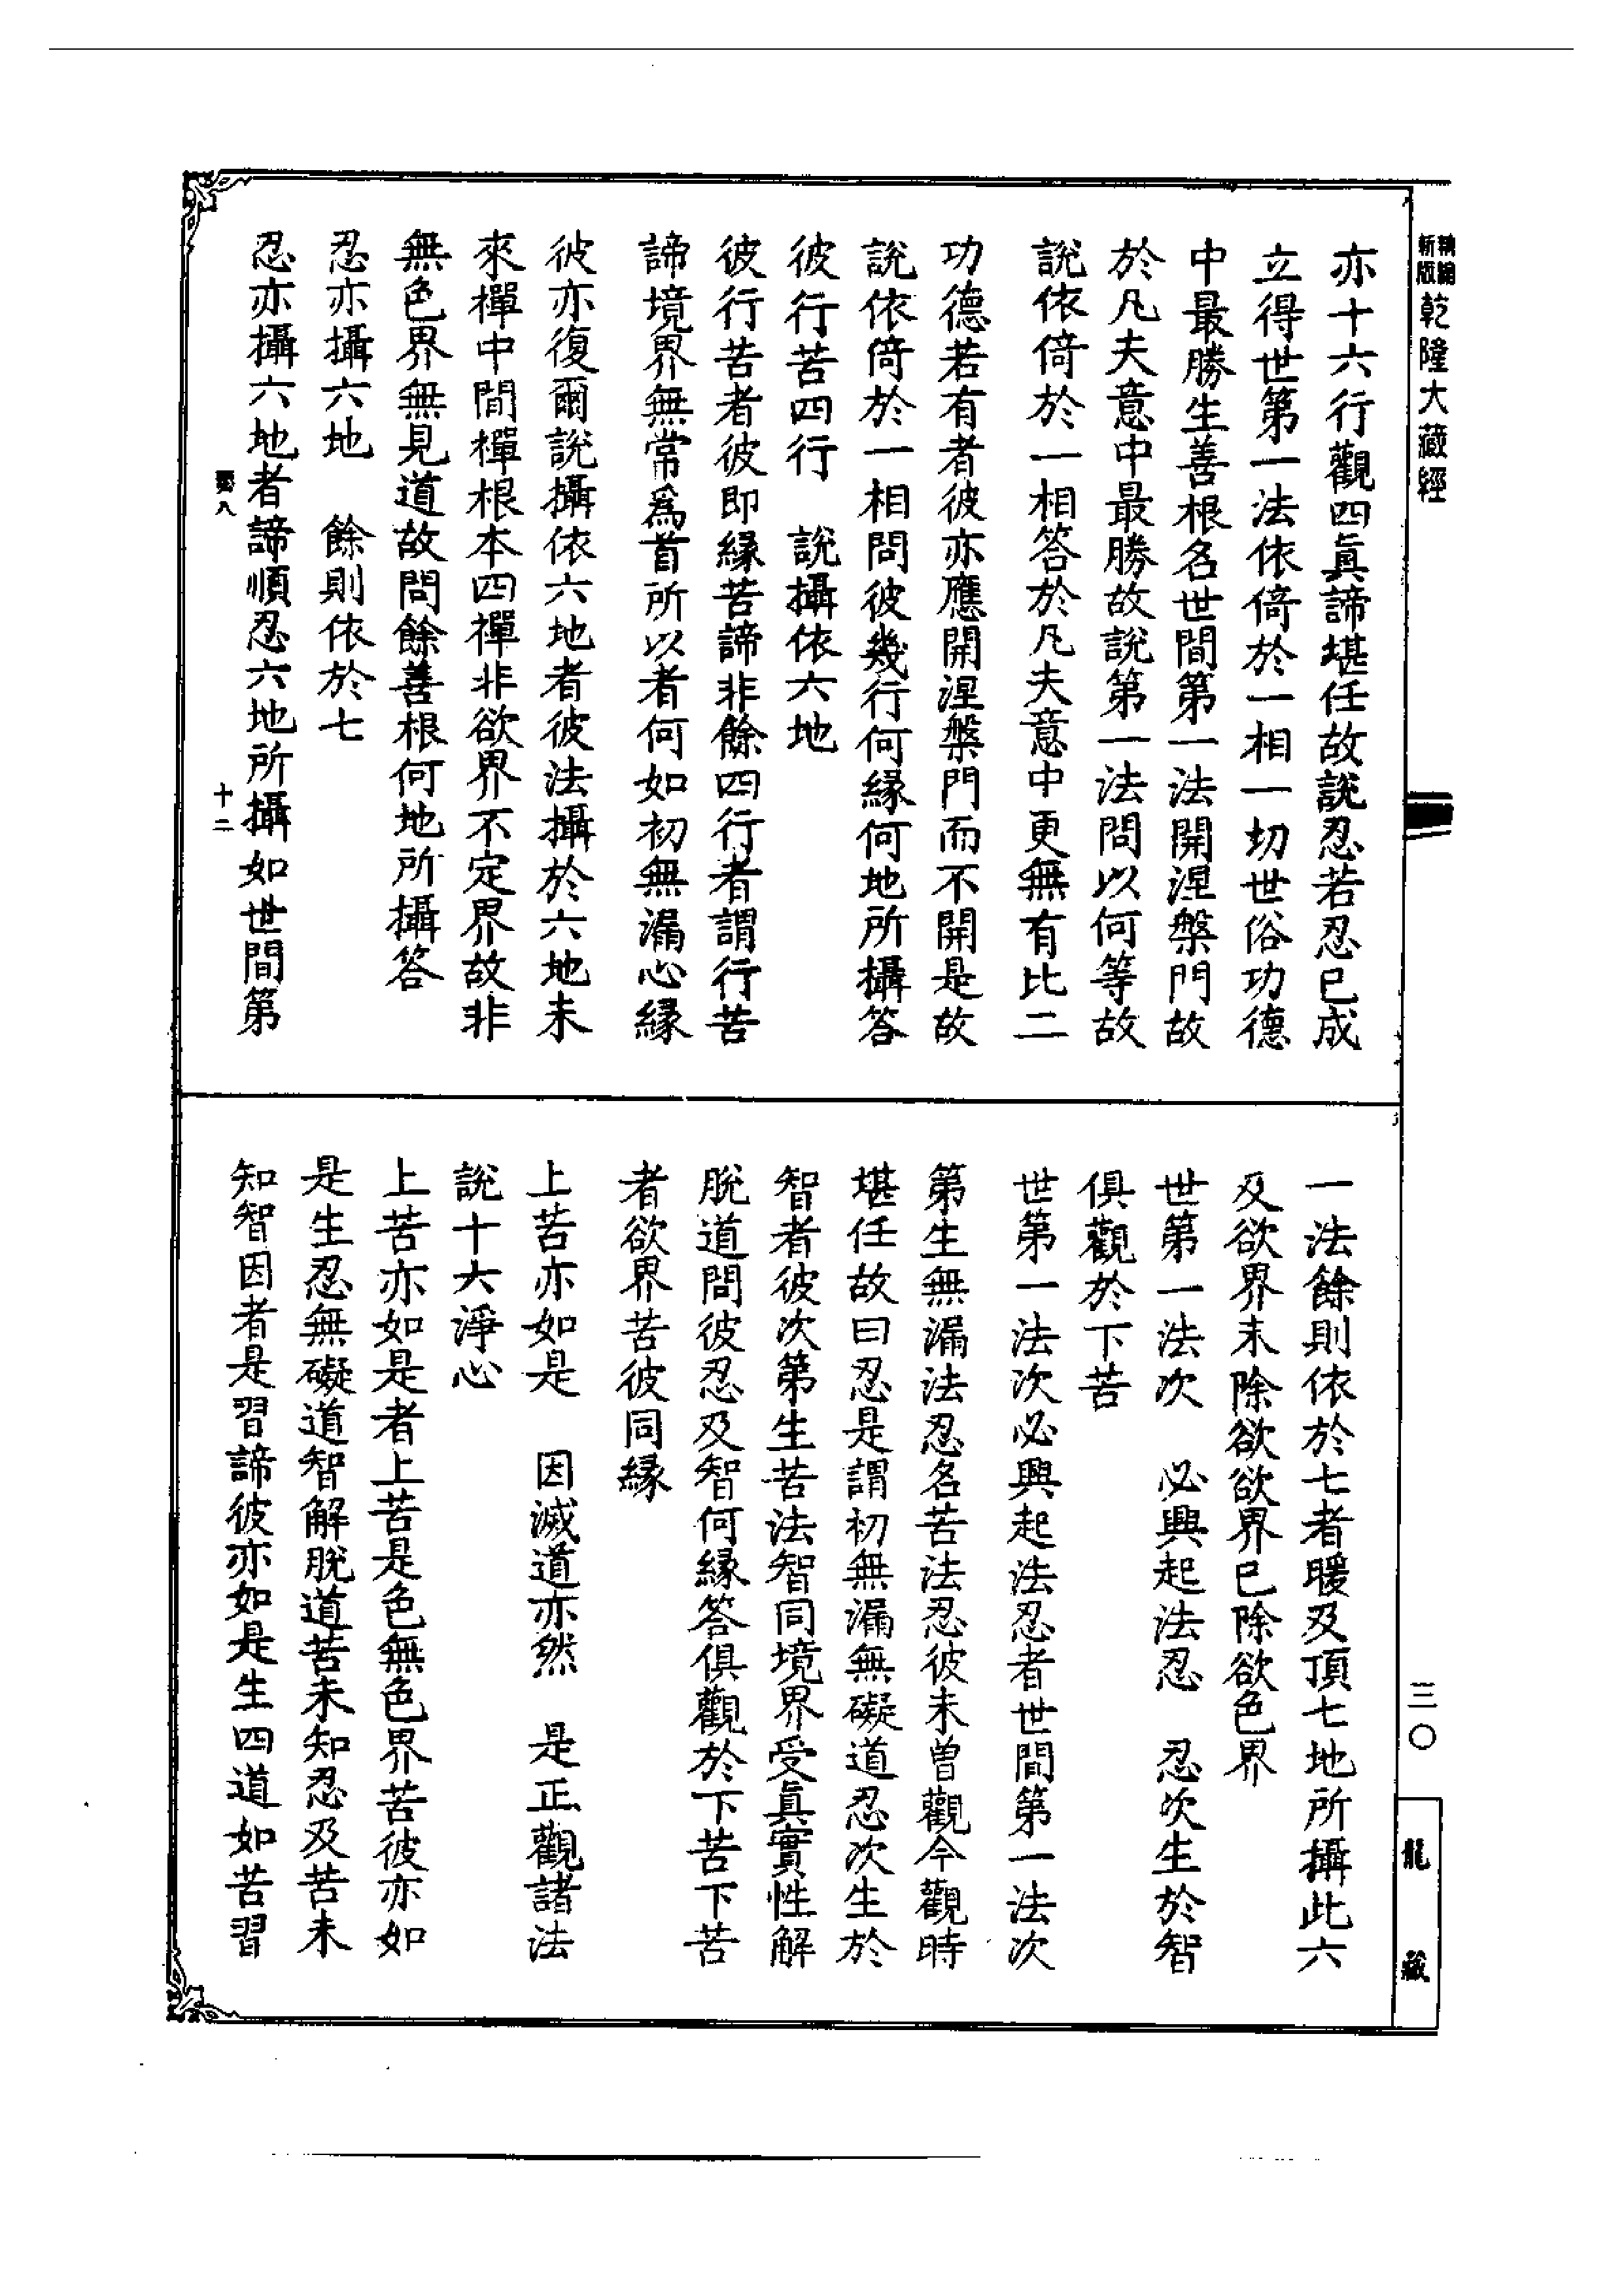 新編縮版 乾隆大藏經
亦十六行觀四眞諦堪任故說忍若忍已成
立得世第一法依倚於一相一切世俗功德
中最勝生善根名世間第一法開涅槃門故
於凡夫意中最勝故說第一法問以何等故
說依倚於一相答於凡夫意中更無有比二
功德若有者彼亦應開涅槃門而不開是故
說依倚於一相問彼幾行何緣何地所攝答
彼行苦四行　說攝依六地
彼行苦者彼即緣苦諦非餘四行者謂行苦
諦境界無常爲首所以者何如初無漏心緣
彼亦復爾說攝依六地者彼法攝於六地未
來禪中間禪根本四禪非欲界不定界故非
無色界無見道故問餘善根何地所攝答
忍亦攝六地　餘則依於七
忍亦攝六地者諦順忍六地所攝如世間第
十二
一法餘則依於七者暖及頂七地所攝此六
及欲界未除欲欲界已除欲色界
世第一法次　必興起法忍　忍次生於智
俱觀於下苦
世第一法次必興起法忍者世間第一法次
第生無漏法忍名苦法忍彼未曾觀今觀時
堪任故曰忍是謂初無漏無礙道忍次生於
智者彼次第生苦法智同境界受眞實性解
脫道問彼忍及智何緣答俱觀於下苦下苦
者欲界苦彼同緣
上苦亦如是　因滅道亦然　是正觀諸法
說十六淨心
上苦亦如是者上苦是色無色界苦彼亦如
是生忍無礙道智解脫道苦未知忍及苦未
知智因者是習諦彼亦如是生四道如苦習
三〇
龍藏